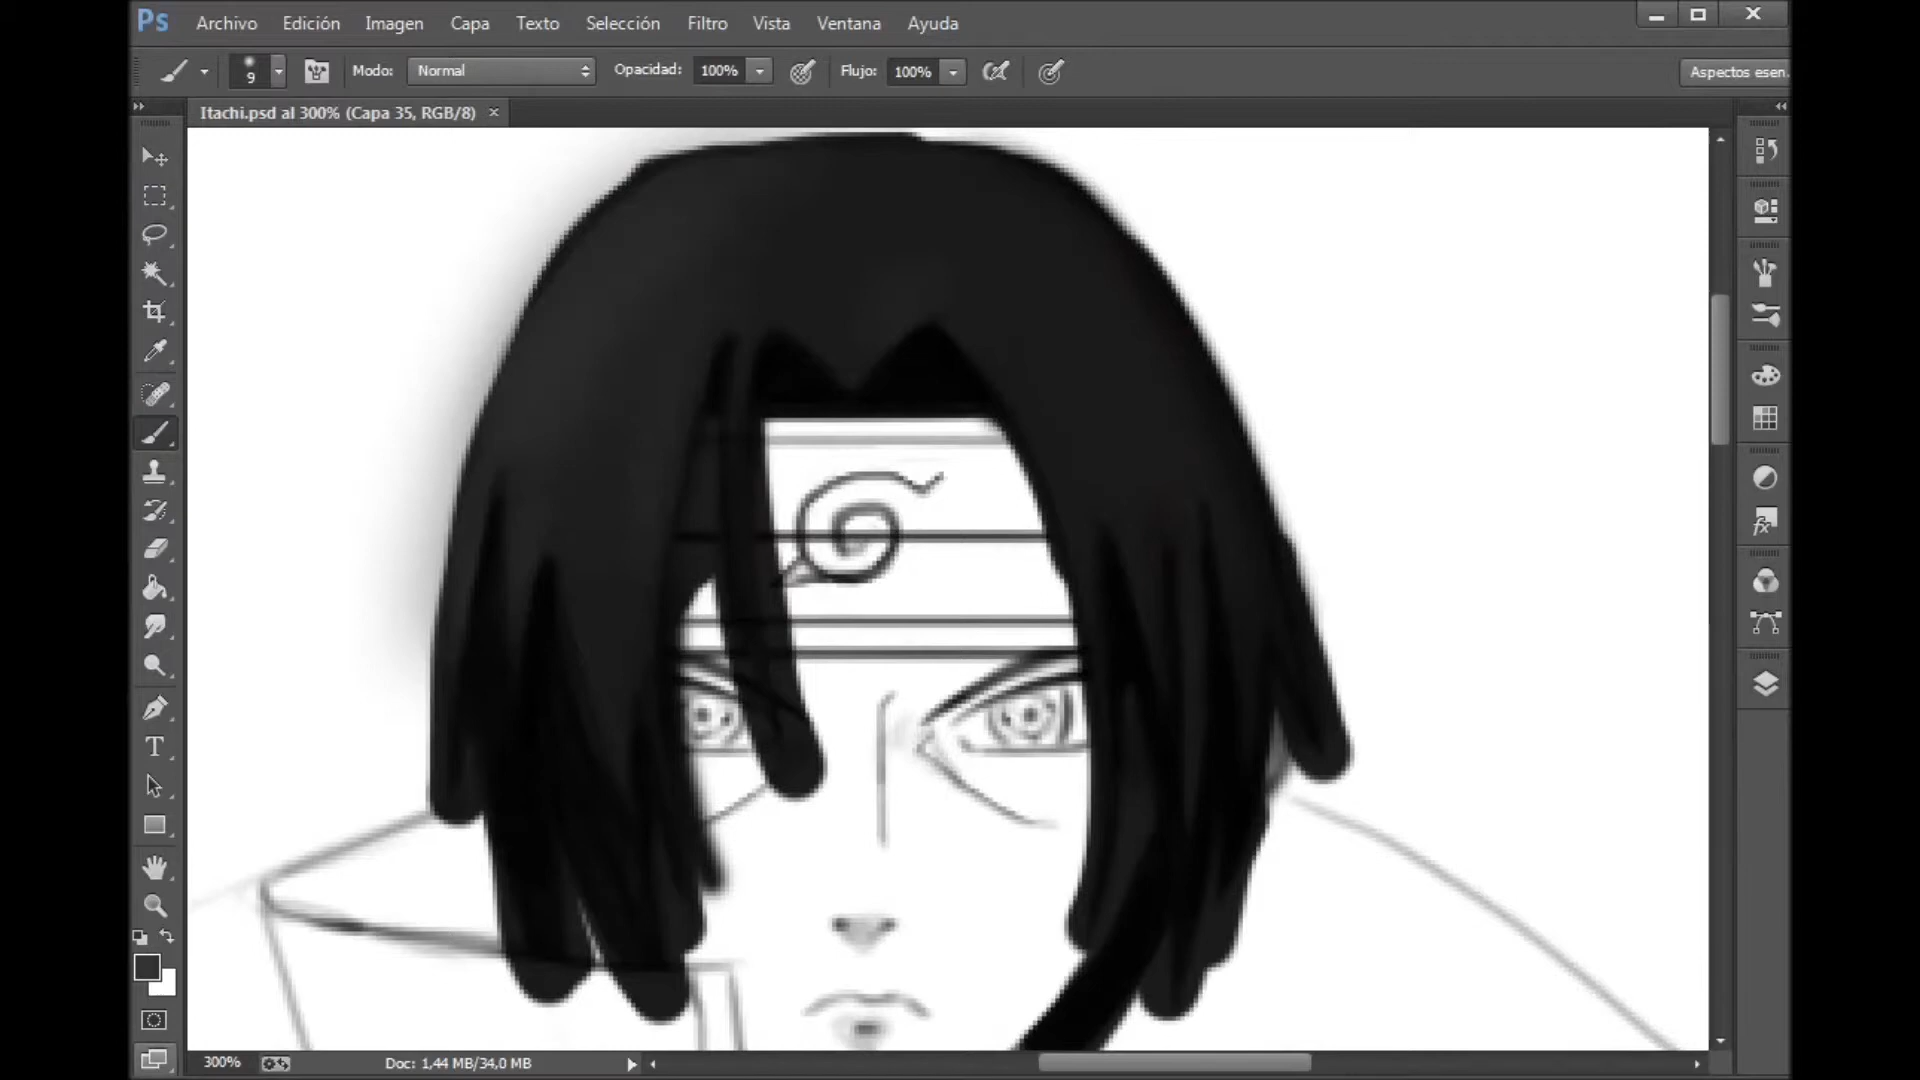 Ps Archivo Edición Imagen Capa Texto Selección Filtro Vista Ventana Ayuda
9 Modo: Normal Opacidad: 100% Flujo: 100% Aspectos esen.
Itachi.psd al 300% (Capa 35, RGB/8) ×
300% Doc: 1,44 MB/34,0 MB